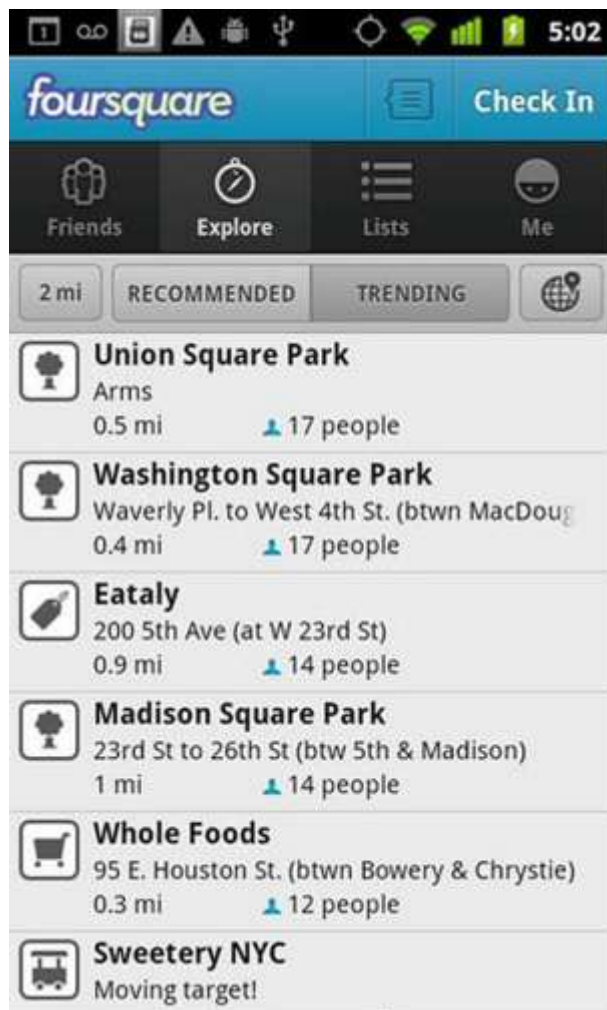 1
5:02
foursquare
Check In
Friends
Explore
Lists
Me
2 mi
RECOMMENDED
TRENDING
Union Square Park
Arms
0.5 mi 17 people
Washington Square Park
Waverly Pl. to West 4th St. (btwn MacDoug
0.4 mi 17 people
Eataly
200 5th Ave (at W 23rd St)
0.9 mi 14 people
Madison Square Park
23rd St to 26th St (btw 5th & Madison)
1 mi 14 people
Whole Foods
95 E. Houston St. (btwn Bowery & Chrystie)
0.3 mi 12 people
Sweetery NYC
Moving target!